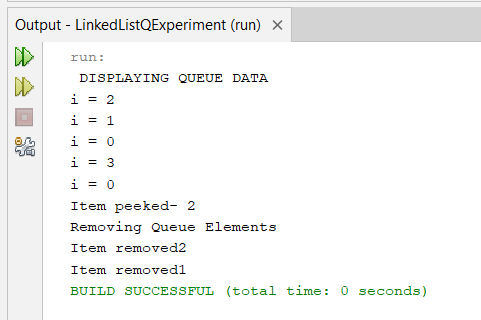 Output - LinkedListQExperiment (run) ×
run:
DISPLAYING QUEUE DATA
i = 2
i = 1
i = 0
i = 3
i = 0
Item peeked- 2
Removing Queue Elements
Item removed2
Item removed1
BUILD SUCCESSFUL (total time: 0 seconds)